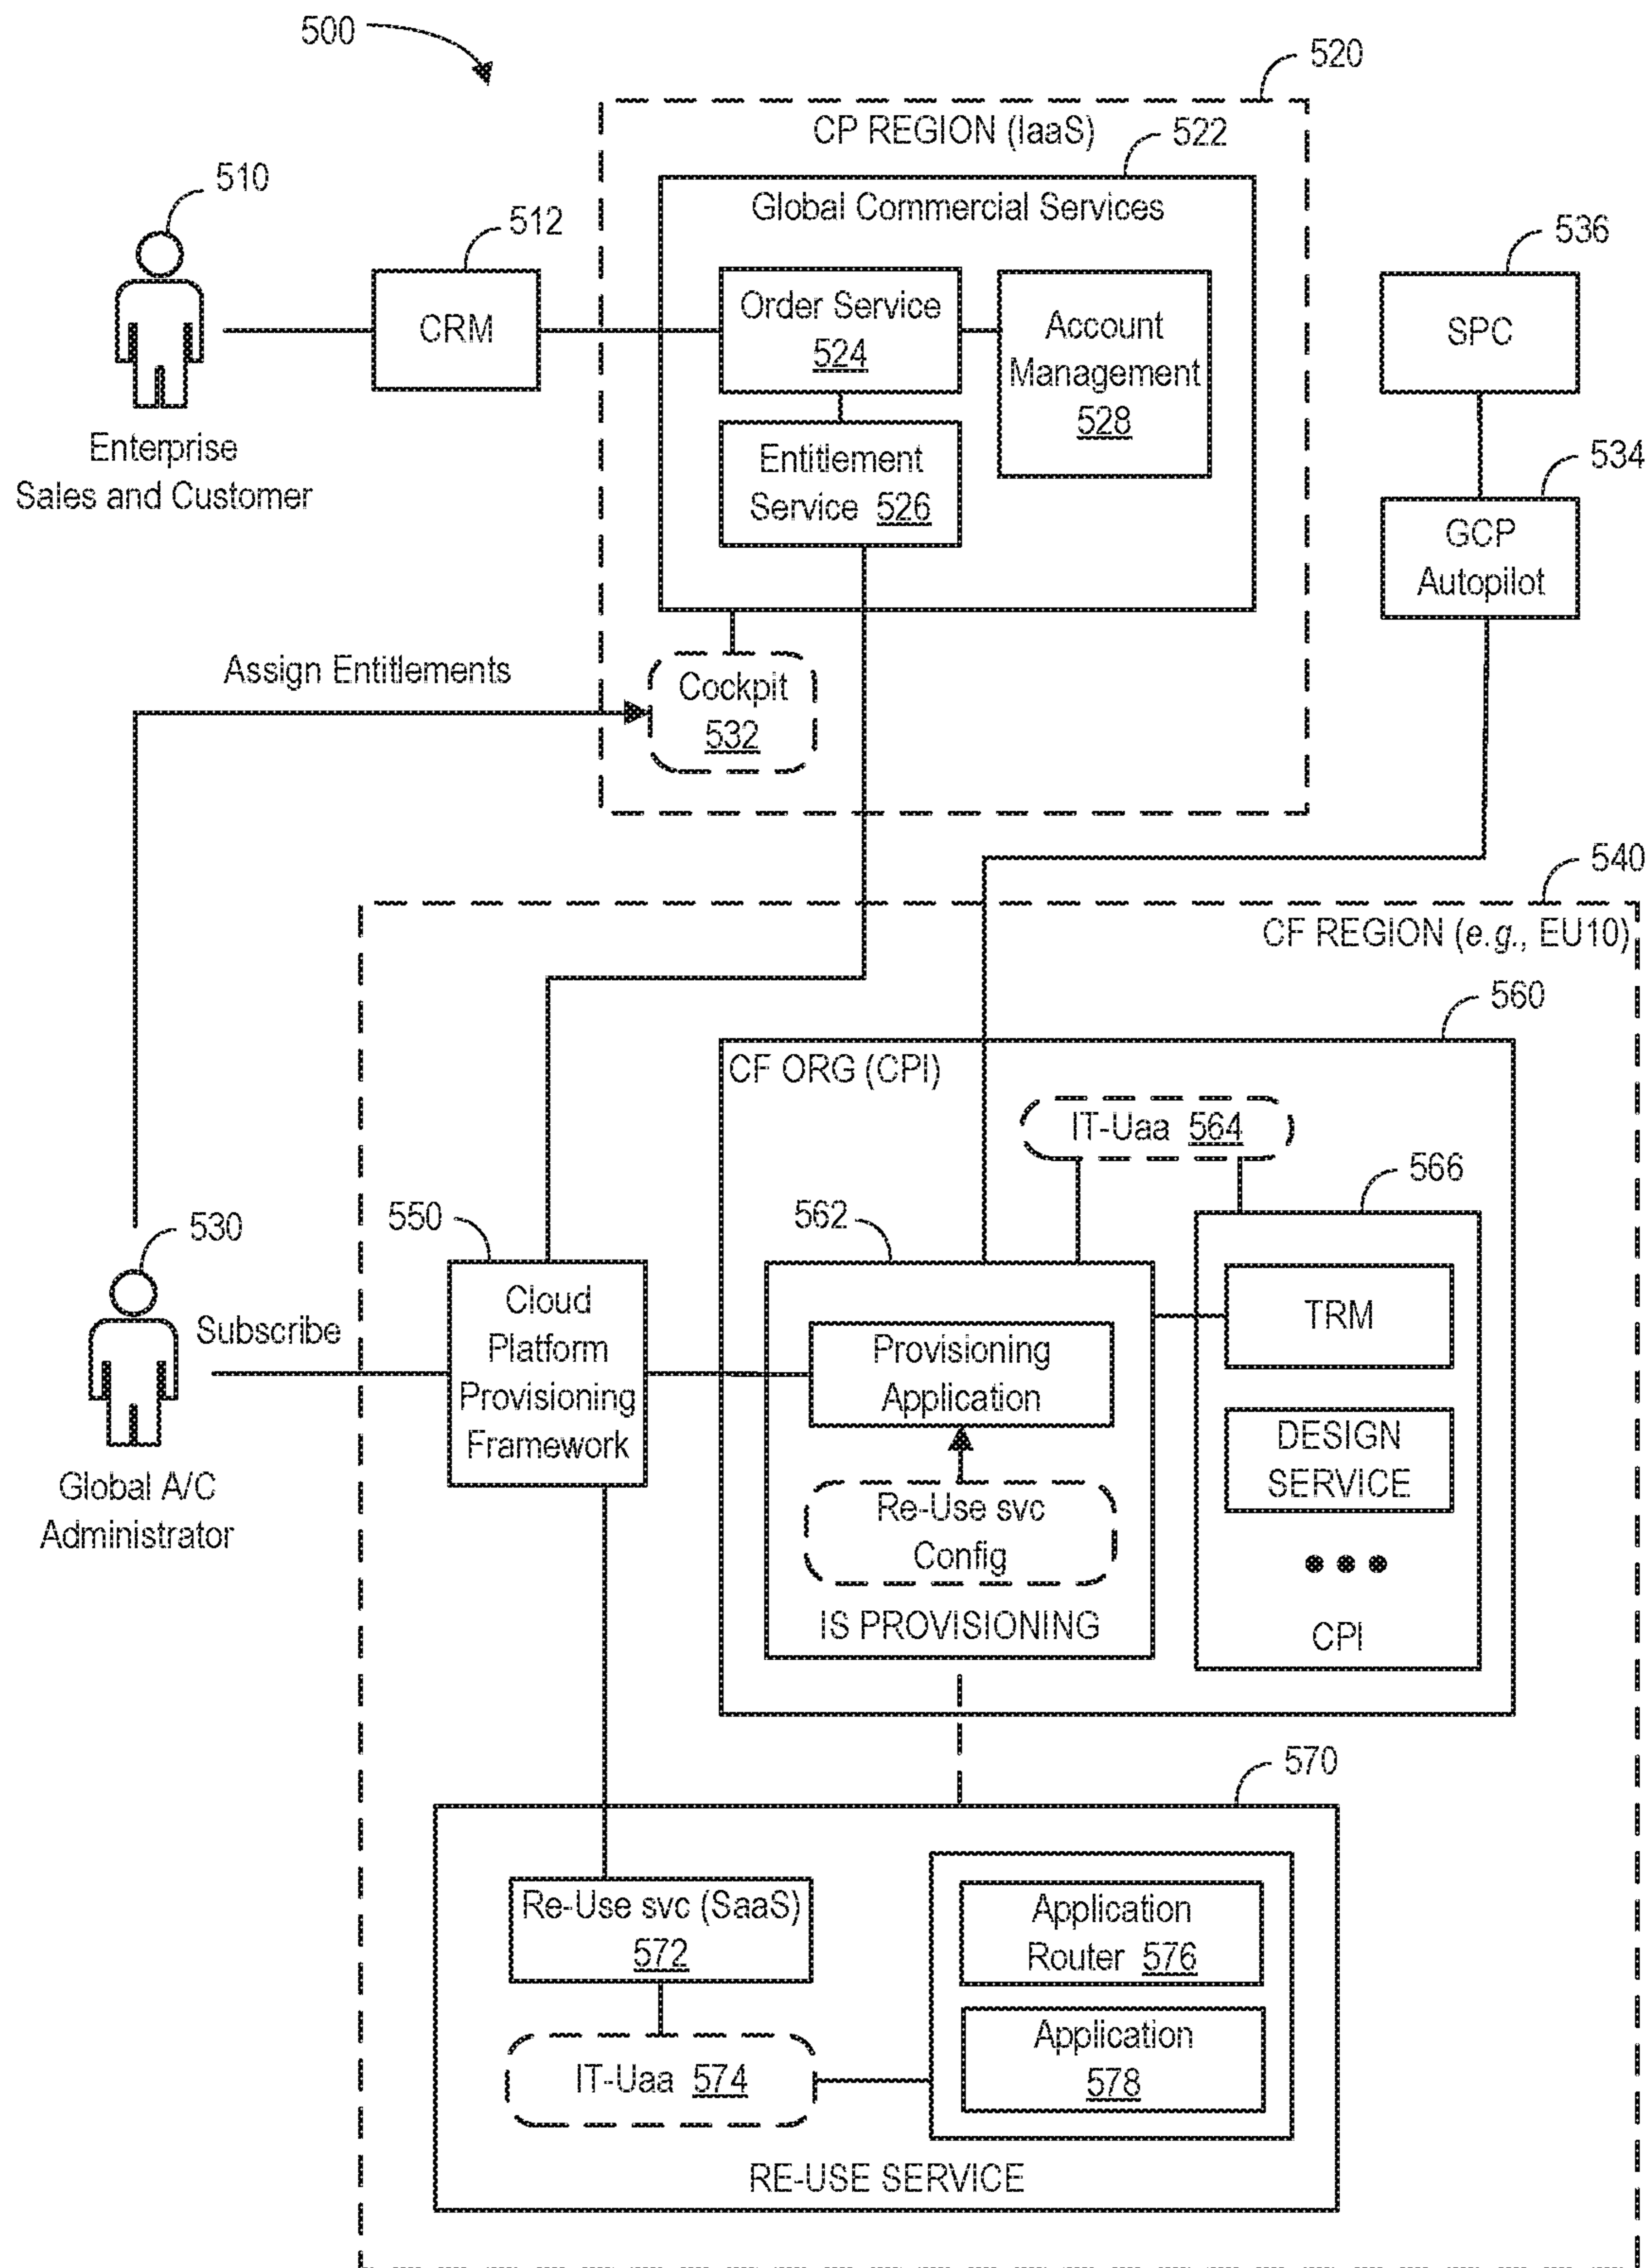 500
520
CP REGION (IaaS)
522
510
Global Commercial Services
512
536
Order Service
524
Account
Management
528
CRM
SPC
Enterprise
Sales and Customer
Entitlement
Service 526
534
GCP
Autopilot
Assign Entitlements
Cockpit
532
540
CF REGION (e.g., EU10)
560
CF ORG (CPI)
IT-Uaa 564
566
530
550
562
Subscribe
Cloud
Platform
Provisioning
Framework
Provisioning
Application
TRM
Global A/C
Administrator
Re-Use svc
Config
DESIGN
SERVICE
IS PROVISIONING
CPI
570
Re-Use svc (SaaS)
572
Application
Router 576
IT-Uaa 574
Application
578
RE-USE SERVICE